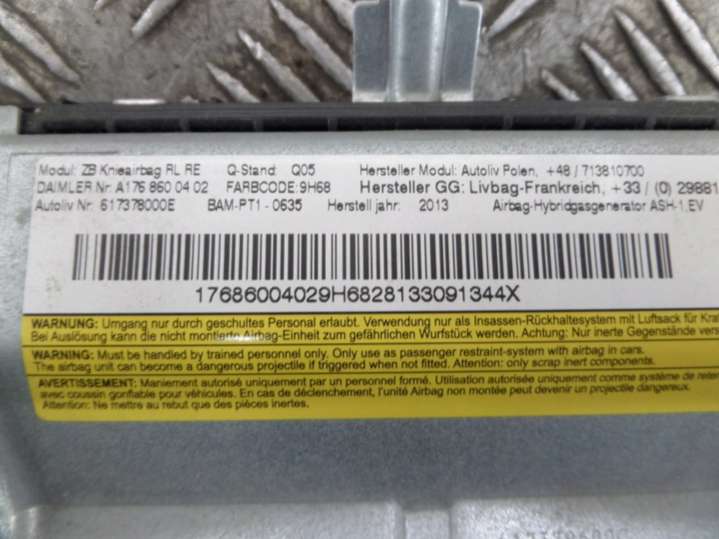 Modul: ZB Knieairbag RL RE Q-Stand: Q05 Hersteller Modul: Autoliv Polen, +48/713810700
DAIMLER Nr A176 860 04 02 FARBCODE:9H68 Hersteller GG: Livbag-Frankreich, +33/(0) 29881
Autoliv Nr: 617378000E BAM-PT1-0635 Herstelljahr: 2013 Airbag-Hybridgasgenerator ASH-1.EV
17686004029H6828133091344X
WARNUNG: Umgang nur durch geschultes Personal erlaubt. Verwendung nur als Insassen-Rückhaltesystem mit Luftsack für Kra
Bei Auslösung kann die nicht montierte Airbag-Einheit zum gefährlichen Wurfstück werden. Achtung: Nur inerte Gegenstände vers
WARNING: Must be handled by trained personnel only. Only use as passenger restraint-system with airbag in cars.
The airbag unit can become a dangerous projectile if triggered when not fitted. Attention: only scrap inert components.
AVERTISSEMENT: Maniement autorisé uniquement par un personnel formé. Utilisation autorisée uniquement comme système de reten
avec coussin gonflable pour véhicules. En cas de déclenchement, l'unité Airbag non montée peut devenir un projectile dangereux.
Attention: Ne mettre au rebut que des pièces inertes.